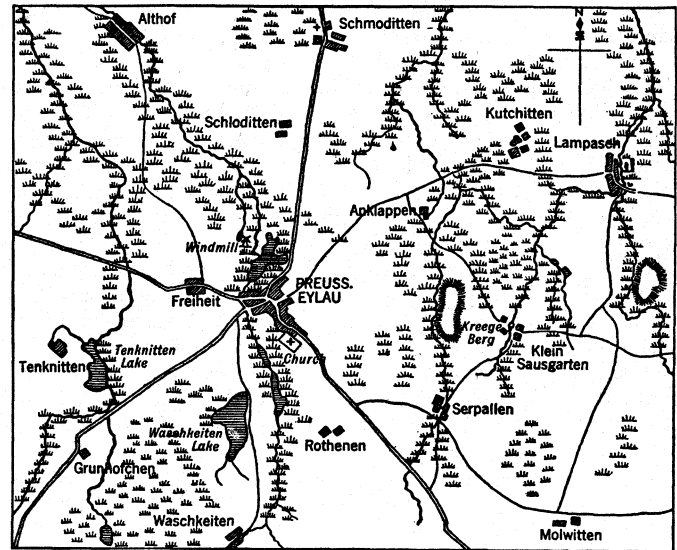 Althof
Schmoditten
N
Schloditten
Kutchitten
Lampasch
Anklappen
Windmill
PREUSS.
EYLAU
Freiheit
Kreege
Berg
Church
Tenknitten
Tenknitten
Lake
Klein
Sausgarten
Serpallen
Waschkeiten
Lake
Rothenen
Grunhofchen
Waschkeiten
Molwitten